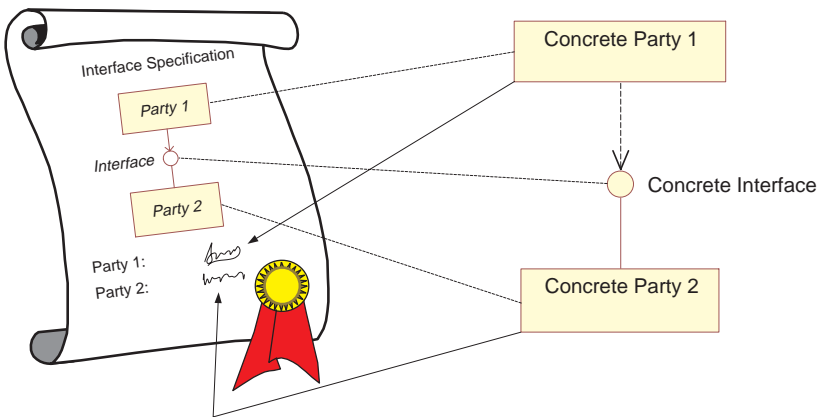 Interface Specification
Party 1
Interface
Party 2
Party 1:
Party 2:
Concrete Party 1
Concrete Interface
Concrete Party 2